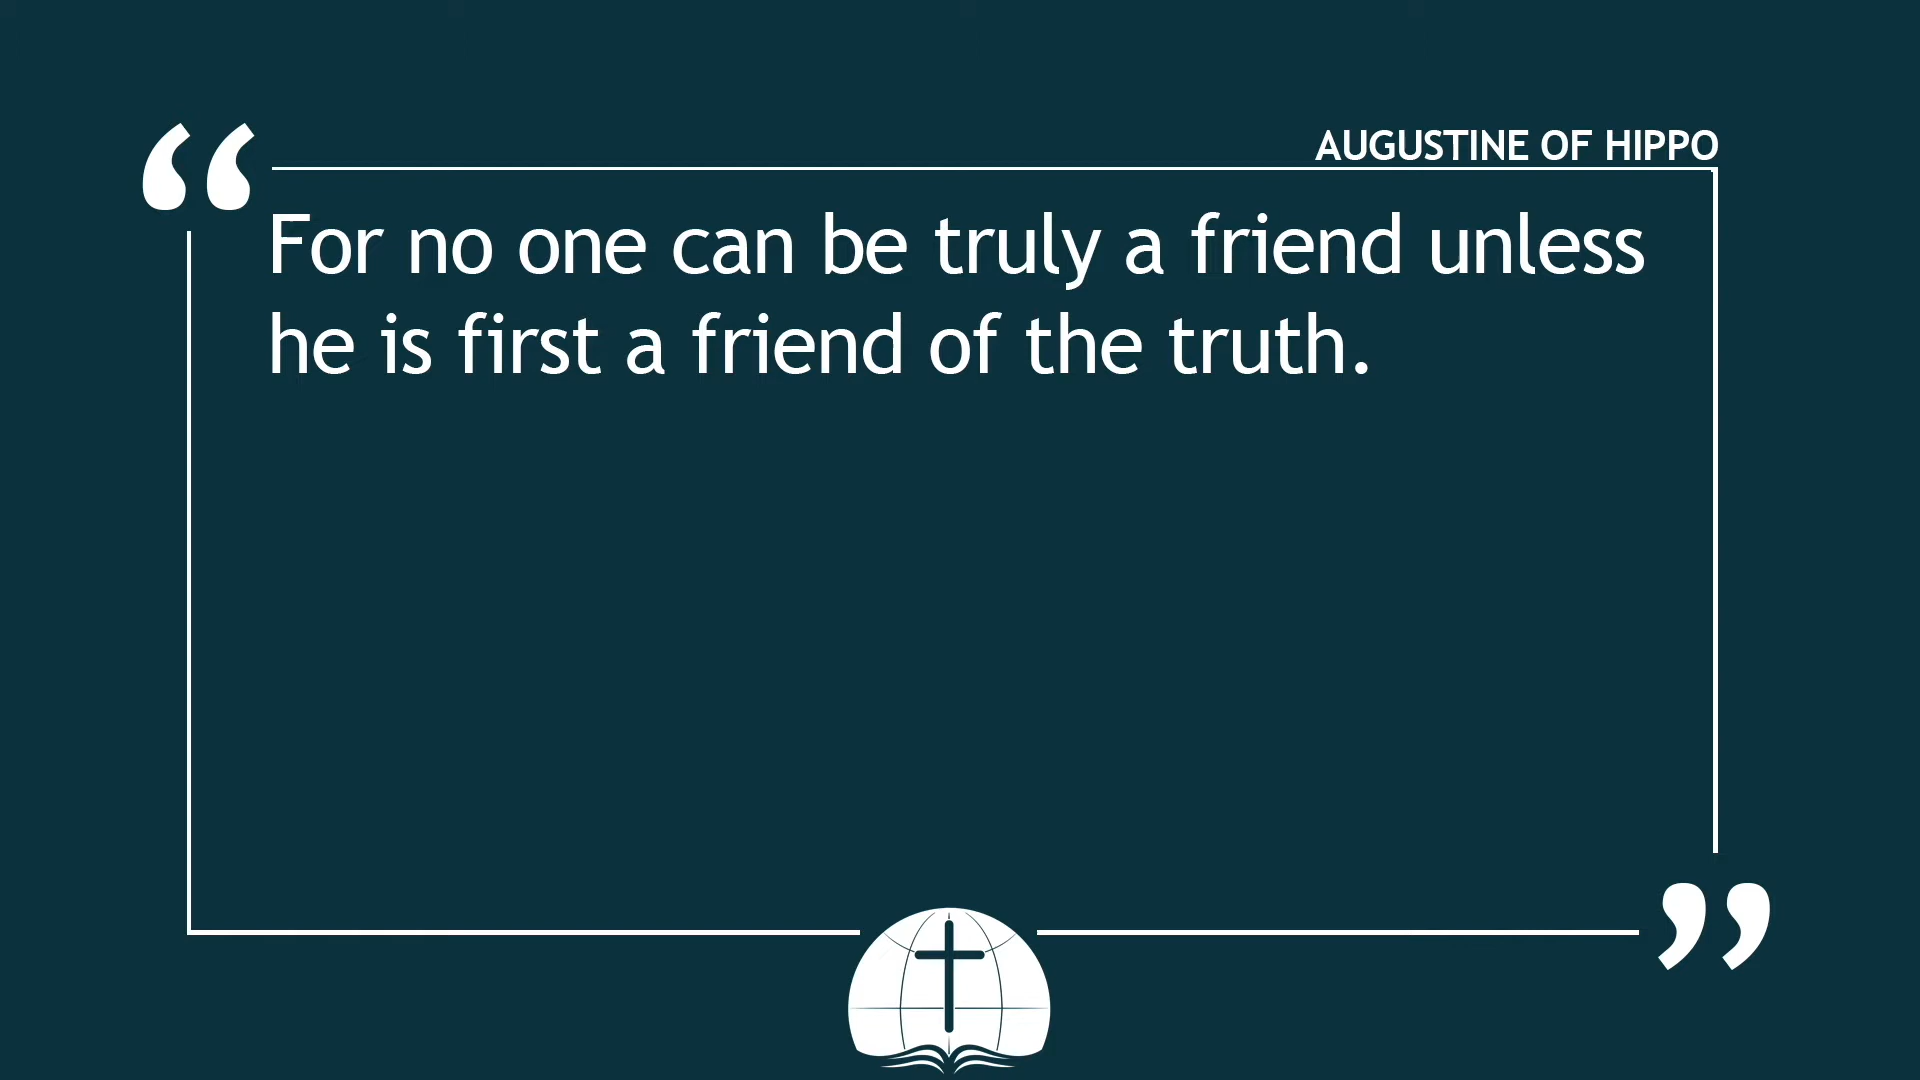 AUGUSTINE OF HIPPO
“
For no one can be truly a friend unless
he is first a friend of the truth.
”